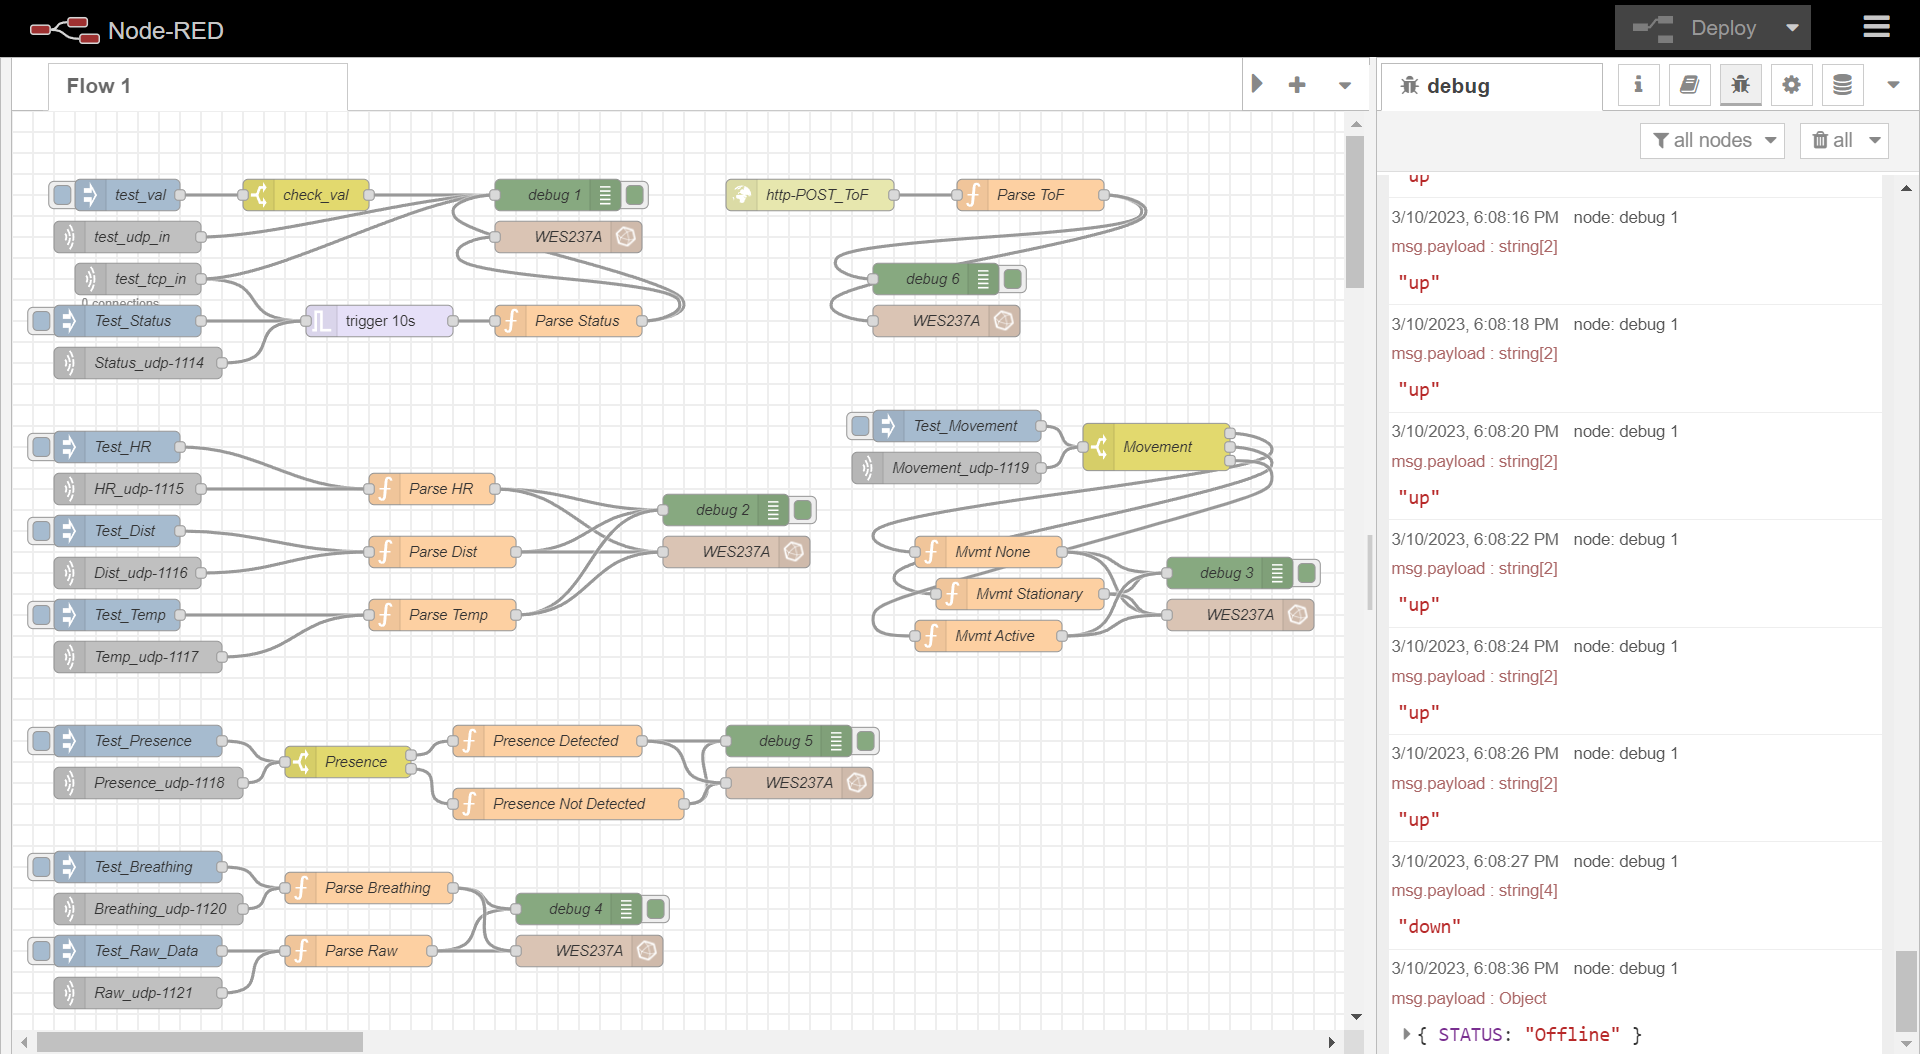 Node-RED
Deploy
Flow 1
debug
all nodes
all
test_val
check_val
debug 1
test_udp_in
WES237A
test_tcp_in
0 connections
Test_Status
trigger 10s
Parse Status
Status_udp-1114
http-POST_ToF
Parse ToF
debug 6
WES237A
Test_HR
HR_udp-1115
Parse HR
debug 2
Test_Dist
Parse Dist
WES237A
Dist_udp-1116
Test_Temp
Parse Temp
Temp_udp-1117
Test_Movement
Movement
Movement_udp-1119
Mvmt None
debug 3
Mvmt Stationary
WES237A
Mvmt Active
Test_Presence
Presence Detected
debug 5
Presence
Presence_udp-1118
WES237A
Presence Not Detected
Test_Breathing
Parse Breathing
Breathing_udp-1120
debug 4
Test_Raw_Data
Parse Raw
WES237A
Raw_udp-1121
up
3/10/2023, 6:08:16 PM node: debug 1
msg.payload : string[2]
"up"
3/10/2023, 6:08:18 PM node: debug 1
msg.payload : string[2]
"up"
3/10/2023, 6:08:20 PM node: debug 1
msg.payload : string[2]
"up"
3/10/2023, 6:08:22 PM node: debug 1
msg.payload : string[2]
"up"
3/10/2023, 6:08:24 PM node: debug 1
msg.payload : string[2]
"up"
3/10/2023, 6:08:26 PM node: debug 1
msg.payload : string[2]
"up"
3/10/2023, 6:08:27 PM node: debug 1
msg.payload : string[4]
"down"
3/10/2023, 6:08:36 PM node: debug 1
msg.payload : Object
{ STATUS: "Offline" }